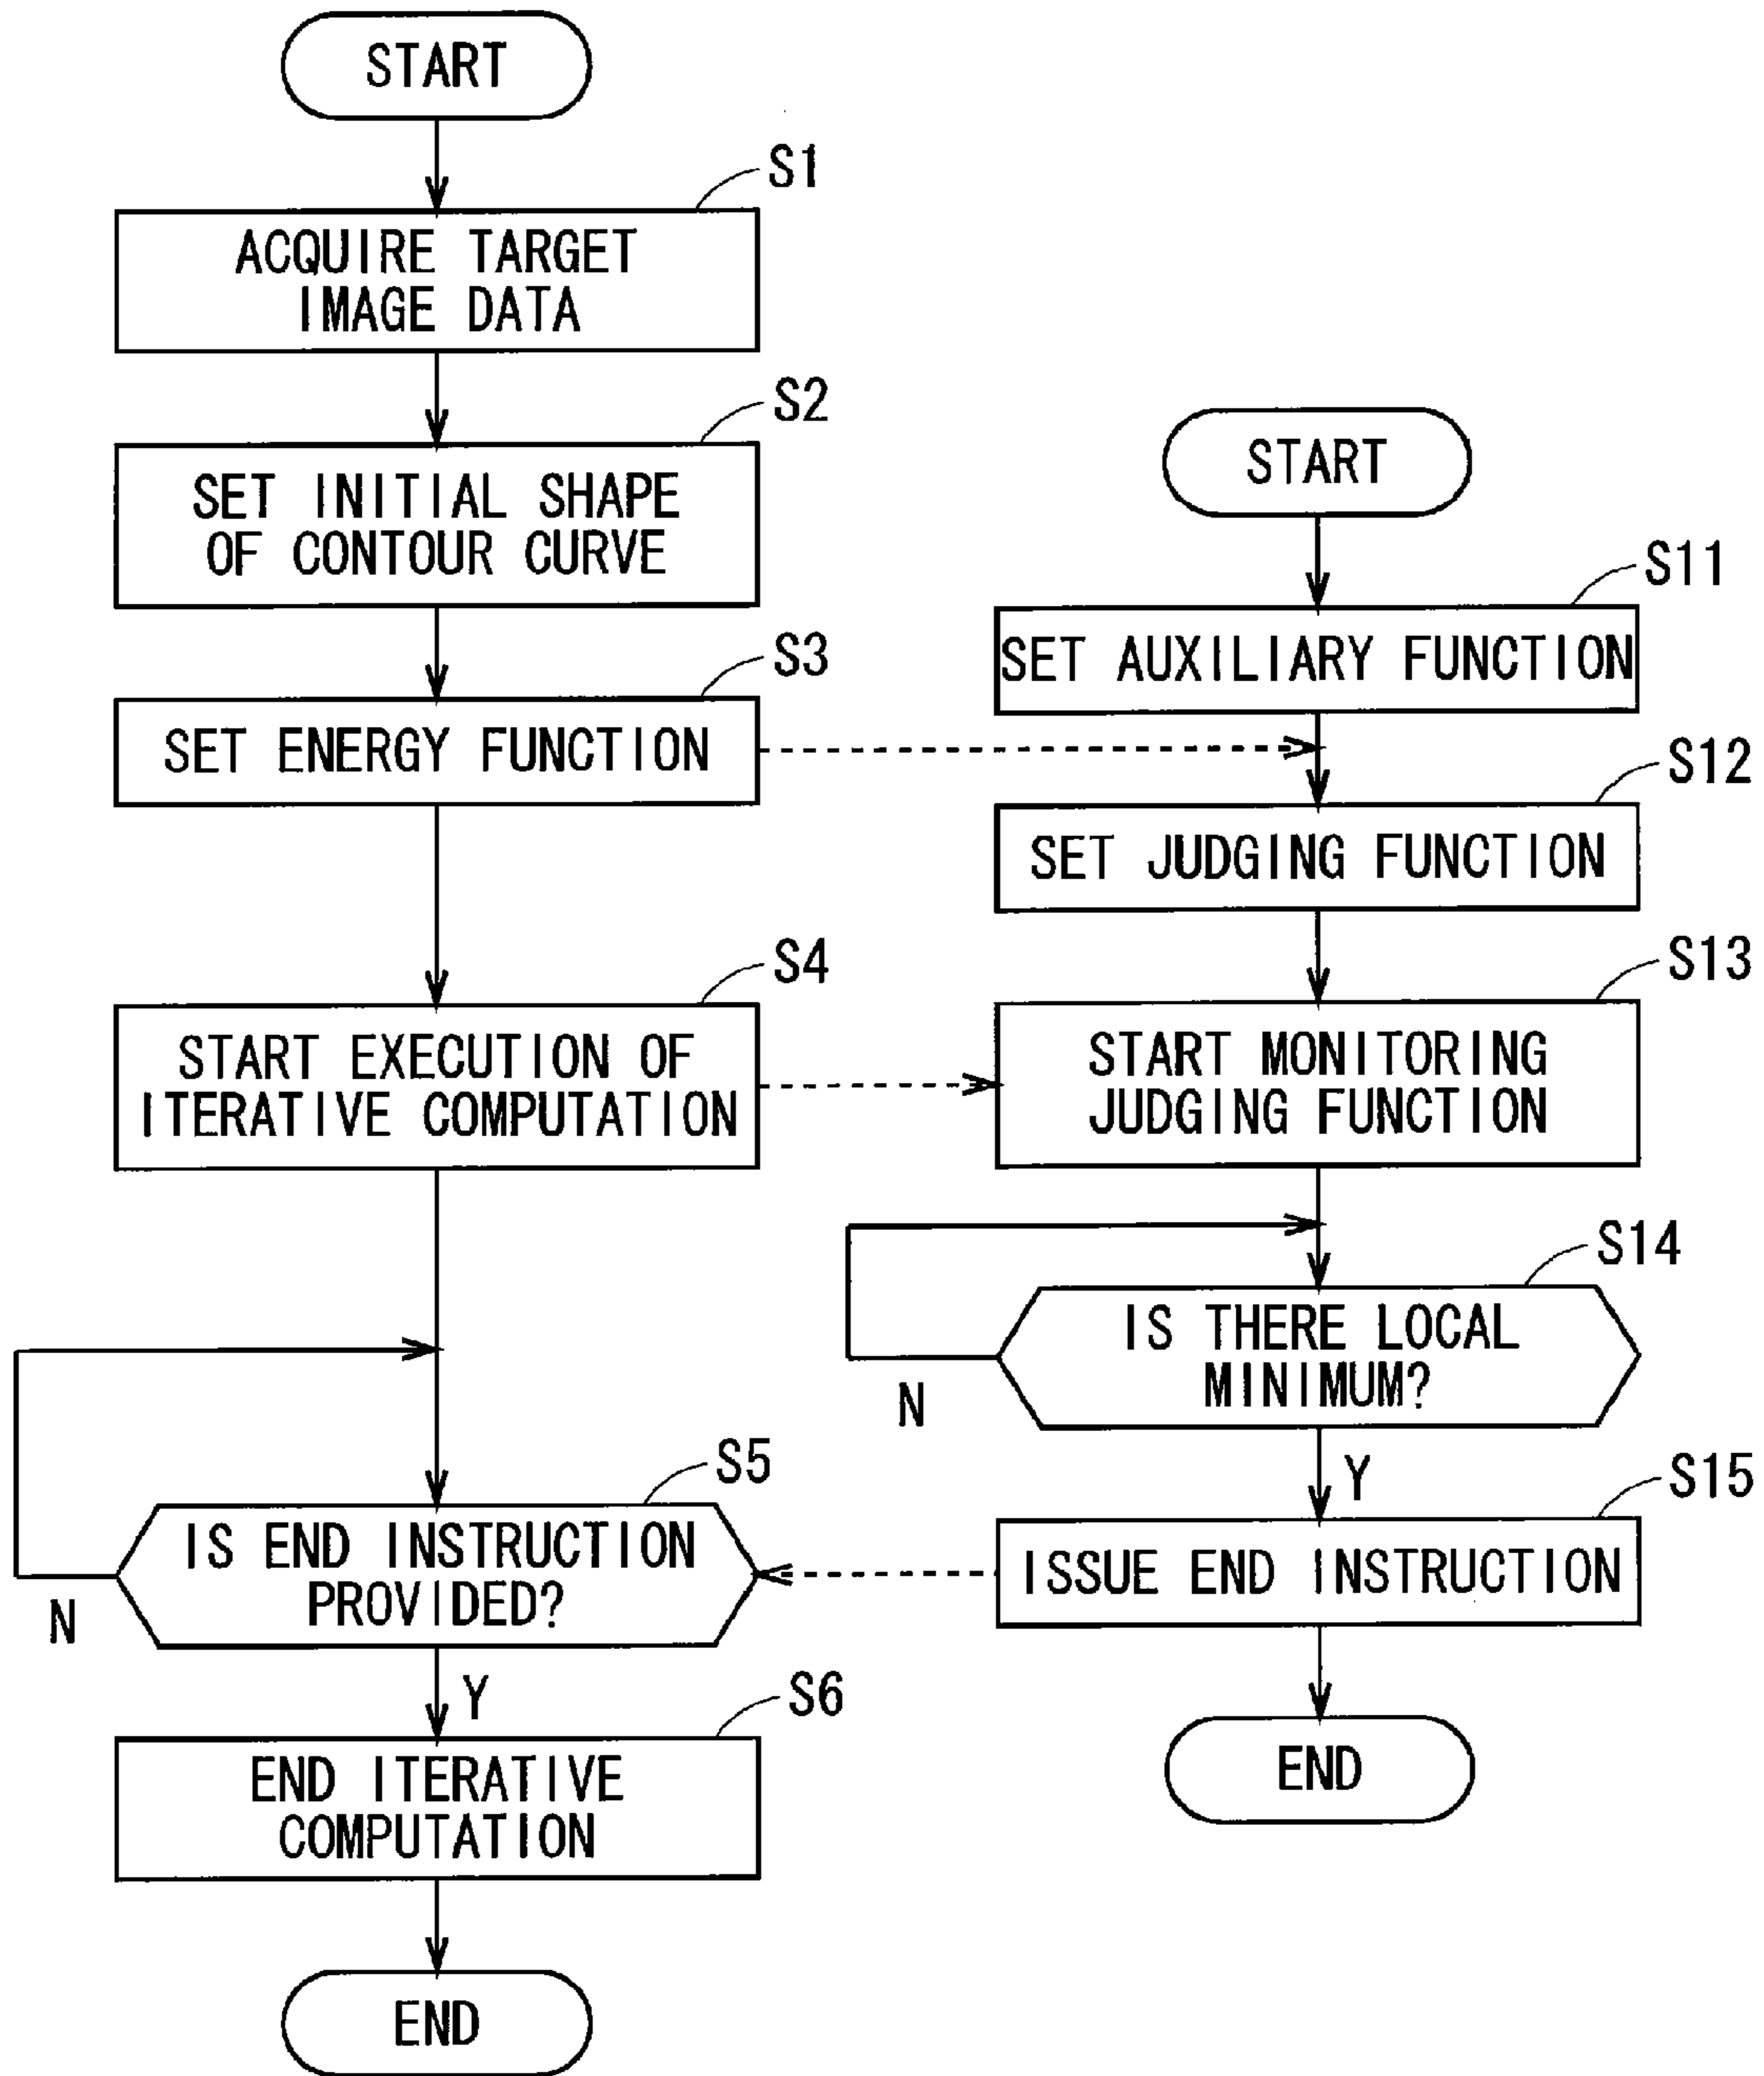 START
S1
ACQUIRE TARGET
IMAGE DATA
S2
SET INITIAL SHAPE
OF CONTOUR CURVE
S3
SET ENERGY FUNCTION
S4
START EXECUTION OF
ITERATIVE COMPUTATION
S5
IS END INSTRUCTION
PROVIDED?
N
Y
S6
END ITERATIVE
COMPUTATION
END
START
S11
SET AUXILIARY FUNCTION
S12
SET JUDGING FUNCTION
S13
START MONITORING
JUDGING FUNCTION
S14
IS THERE LOCAL
MINIMUM?
N
Y
S15
ISSUE END INSTRUCTION
END